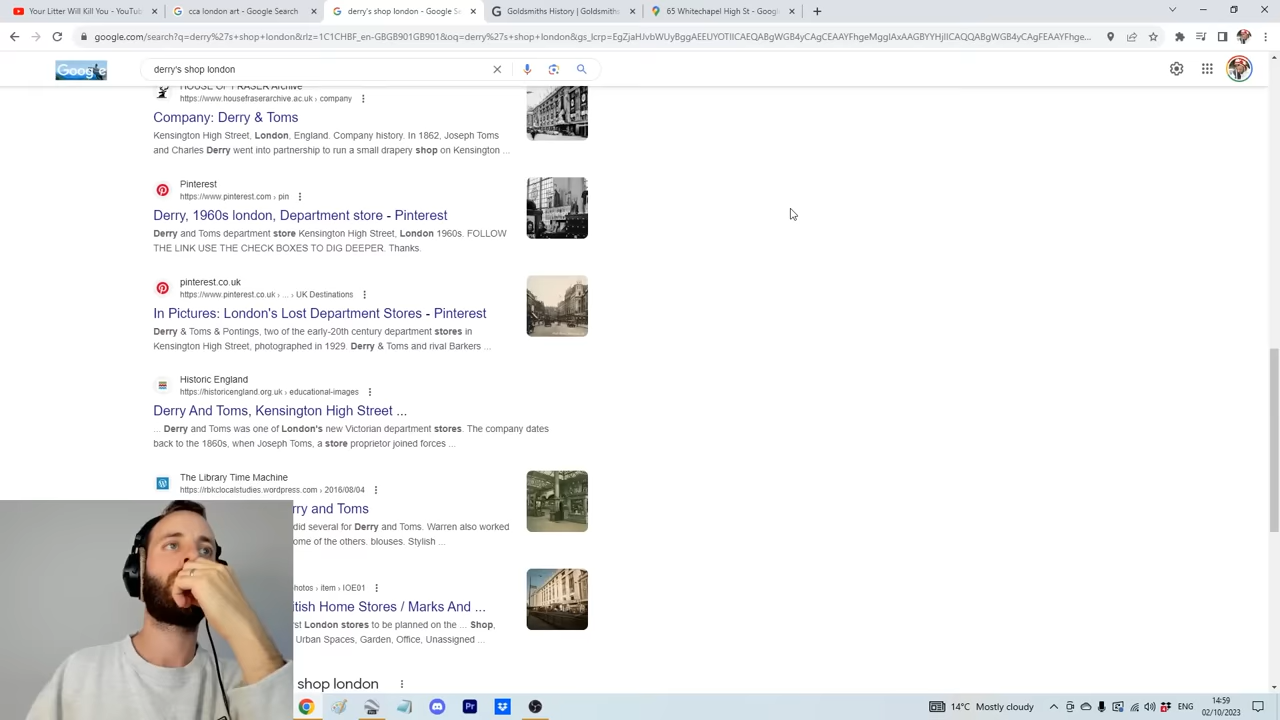 Your Litter Will Kill You - You
can shop london
derry's shop london - Goo
Goldsmiths History | Goldsmiths
65 Whitechapel St - Google
google.com/search?q=derry%27s+shop+london&rlz=1C1CHBF_en-GBGB901GB901&oq=derry%27s+shop+london&gs_lcrp=
Google
derry's shop london
HOUSE OF FRASER Archive
https://www.housefraserarchive.ac.uk › company
Company: Derry & Toms
Kensington High Street, London, England. Company history. In 1862, Joseph Toms
and Charles Derry went into partnership to run a small drapery shop on Kensington ...
Pinterest
https://www.pinterest.com › pin
Derry, 1960s london, Department store - Pinterest
Derry and Toms department store Kensington High Street, London 1960s. FOLLOW
THE LINK USE THE CHECK BOXES TO DIG DEEPER. Thanks.
pinterest.co.uk
https://www.pinterest.co.uk › ... › UK Destinations
In Pictures: London's Lost Department Stores - Pinterest
Derry & Toms & Pontings, two of the early-20th century department stores in
Kensington High Street, photographed in 1929. Derry & Toms and rival Barkers ...
Historic England
https://historicengland.org.uk › educational-images
Derry And Toms, Kensington High Street ...
... Derry and Toms was one of London's new Victorian department stores. The company dates
back to the 1860s, when Joseph Toms, a store proprietor joined forces ...
The Library Time Machine
https://rbkclocalstudies.wordpress.com › 2016/08/04
rry and Toms
did several for Derry and Toms. Warren also worked
ome of the others. blouses. Stylish ...
hotos › item › IOE01
itish Home Stores / Marks And ...
rst London stores to be planned on the ... Shop,
Urban Spaces, Garden, Office, Unassigned ...
shop london
14°C Mostly cloudy
ENG
14:59
02/10/2023